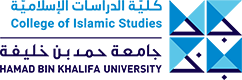 كلية الدراسات الإسلامية
College of Islamic Studies
جامعة حمد بن خليفة
HAMAD BIN KHALIFA UNIVERSITY